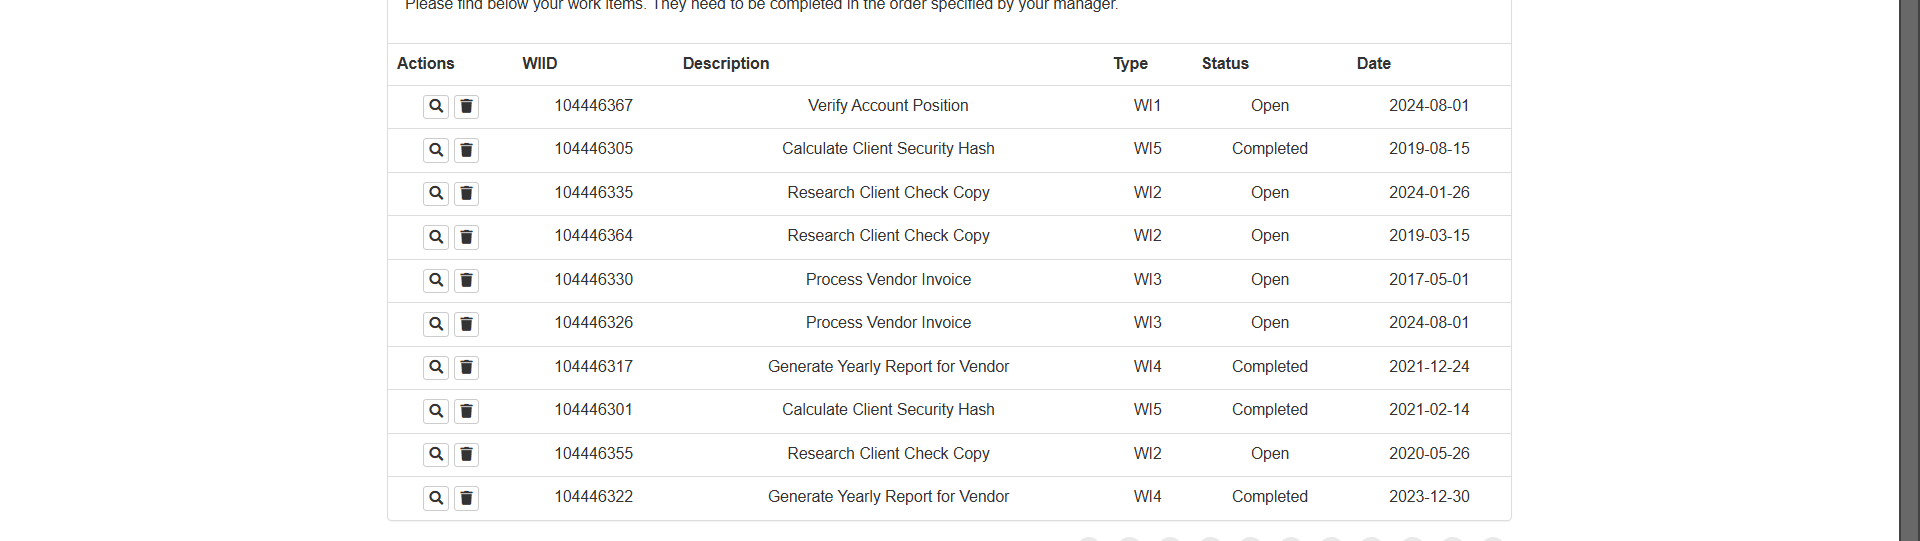 Please find below your work items. They need to be completed in the order specified by your manager.
Actions WIID Description Type Status Date
104446367 Verify Account Position WI1 Open 2024-08-01
104446305 Calculate Client Security Hash WI5 Completed 2019-08-15
104446335 Research Client Check Copy WI2 Open 2024-01-26
104446364 Research Client Check Copy WI2 Open 2019-03-15
104446330 Process Vendor Invoice WI3 Open 2017-05-01
104446326 Process Vendor Invoice WI3 Open 2024-08-01
104446317 Generate Yearly Report for Vendor WI4 Completed 2021-12-24
104446301 Calculate Client Security Hash WI5 Completed 2021-02-14
104446355 Research Client Check Copy WI2 Open 2020-05-26
104446322 Generate Yearly Report for Vendor WI4 Completed 2023-12-30